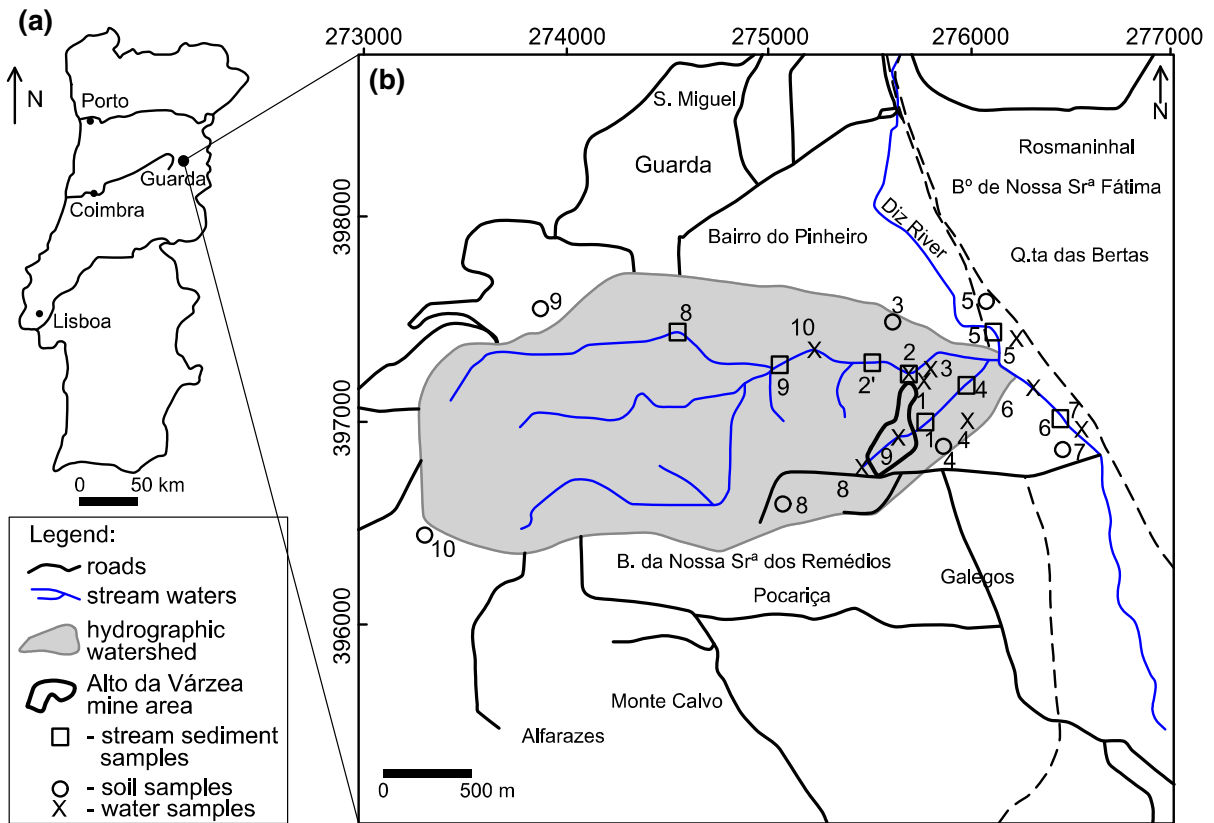 (a)
N
Porto
Guarda
Coimbra
Lisboa
0 50 km
Legend:
roads
stream waters
hydrographic
watershed
Alto da Várzea
mine area
- stream sediment
samples
- soil samples
- water samples
273000 274000 275000 276000 277000
(b)
N
398000
397000
396000
S. Miguel
Guarda
Rosmaninhal
Bº de Nossa Srª Fátima
Diz River
Bairro do Pinheiro
Q.ta das Bertas
9
8
10
3
5
5'
5
9
2'
2
3
1
4
6
1
4
4
6
7
7
9
8
8
10
B. da Nossa Srª dos Remédios
Galegos
Pocariça
Monte Calvo
Alfarazes
0 500 m